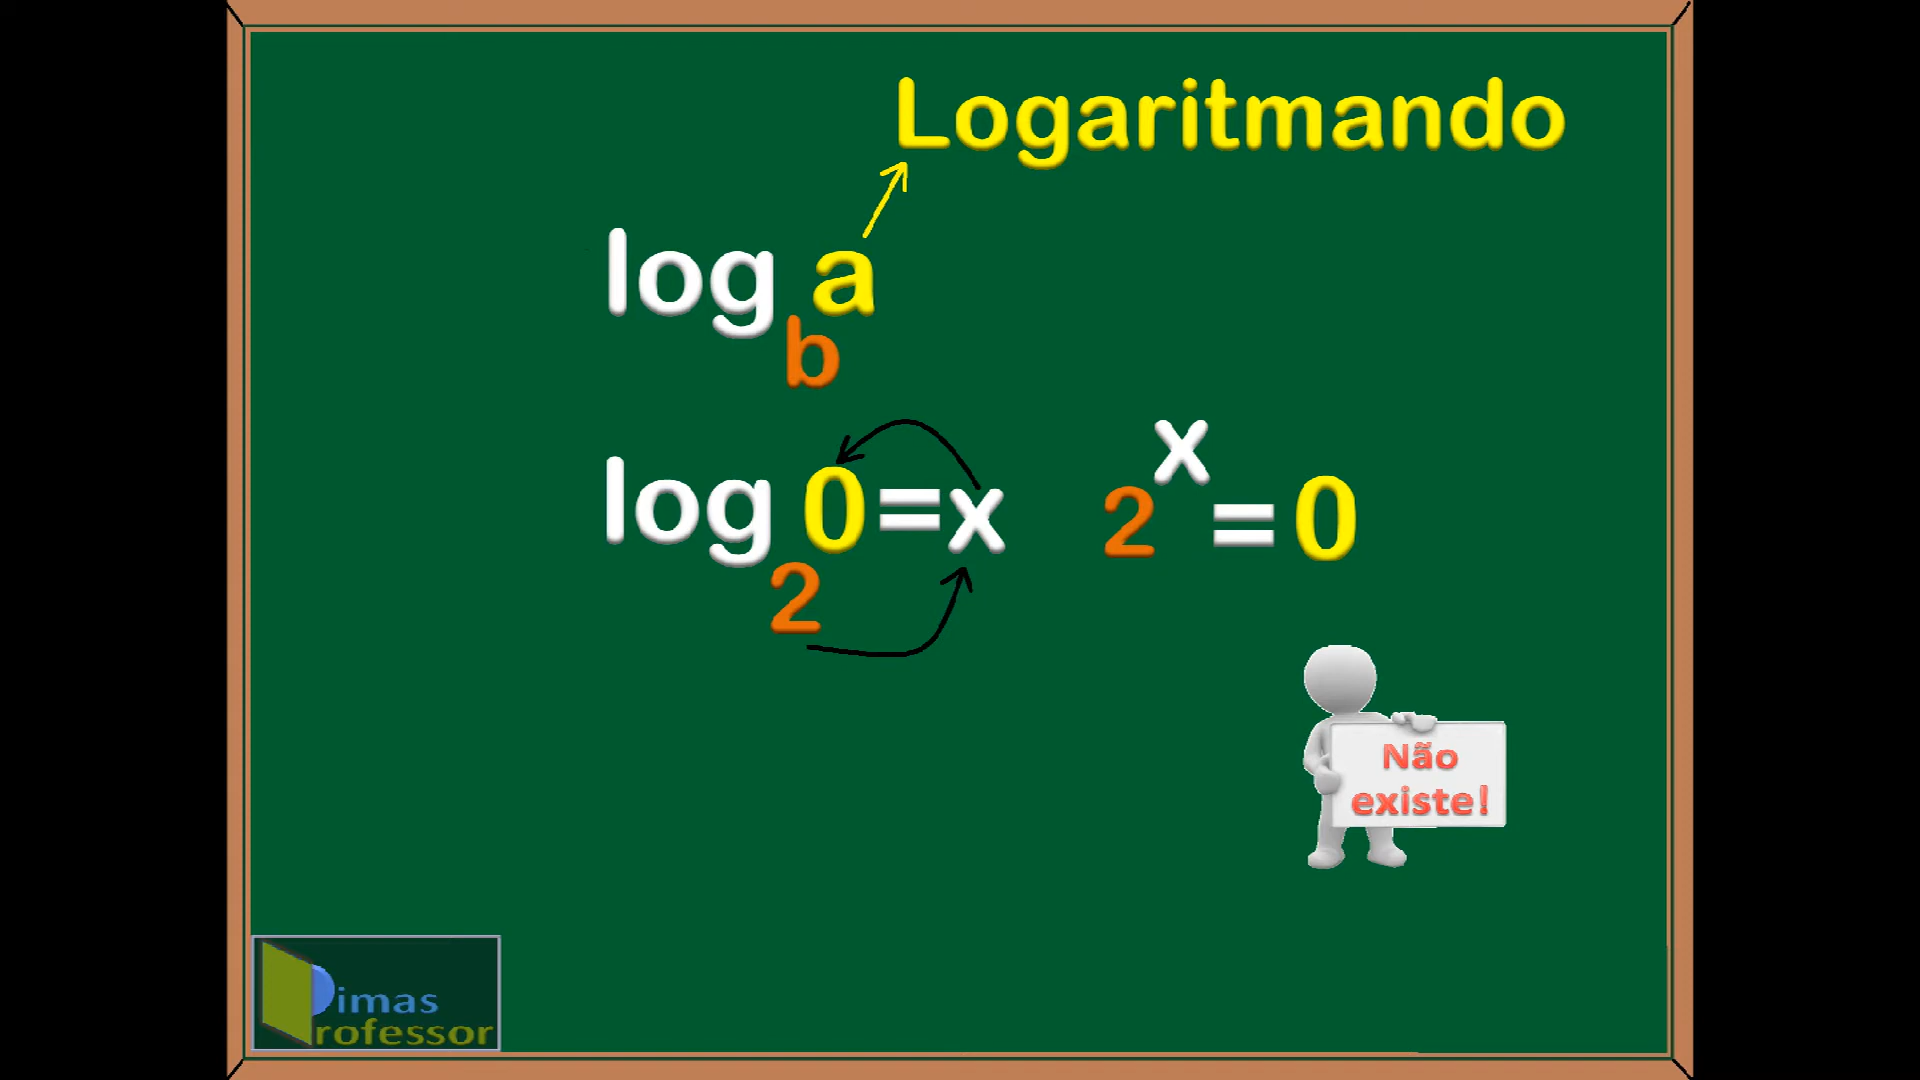 Logaritmando
log a
b
log 0=x
2
2 x = 0
Não
existe!
Dimas
Professor